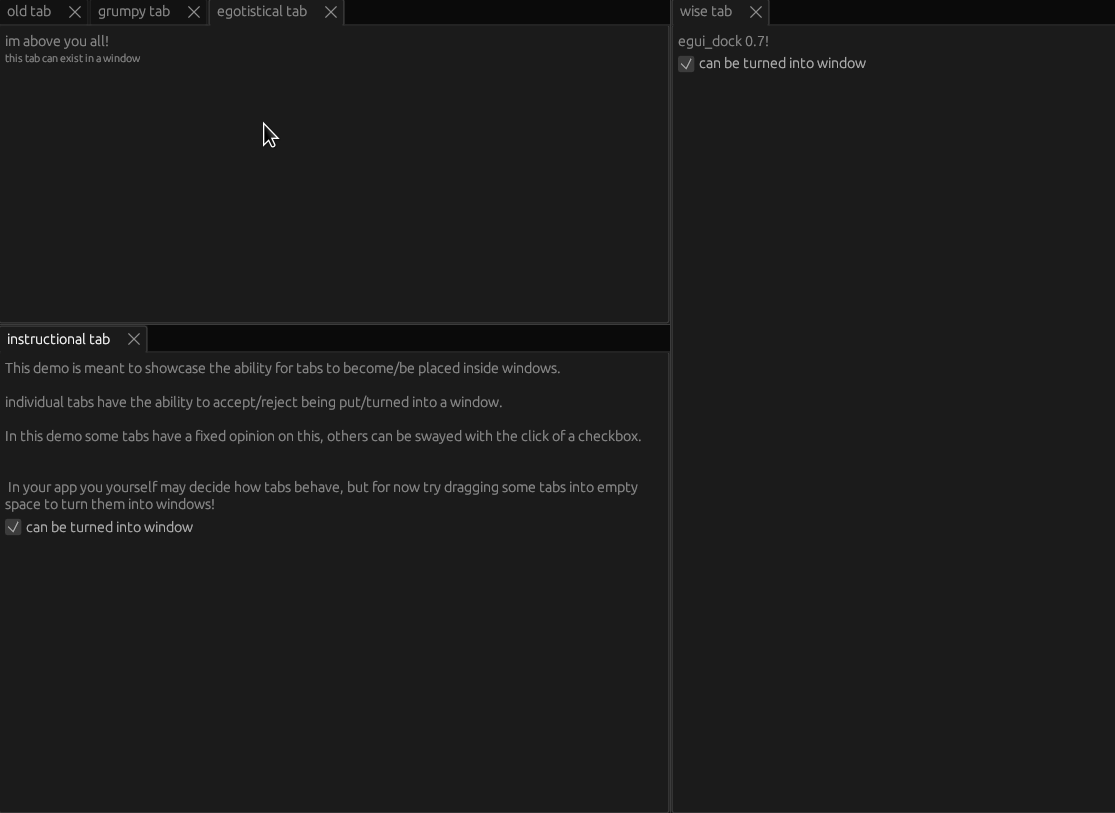 old tab
grumpy tab
egotistical tab
im above you all!
this tab can exist in a window
instructional tab
This demo is meant to showcase the ability for tabs to become/be placed inside windows.
individual tabs have the ability to accept/reject being put/turned into a window.
In this demo some tabs have a fixed opinion on this, others can be swayed with the click of a checkbox.
In your app you yourself may decide how tabs behave, but for now try dragging some tabs into empty
space to turn them into windows!
can be turned into window
wise tab
egui_dock 0.7!
can be turned into window